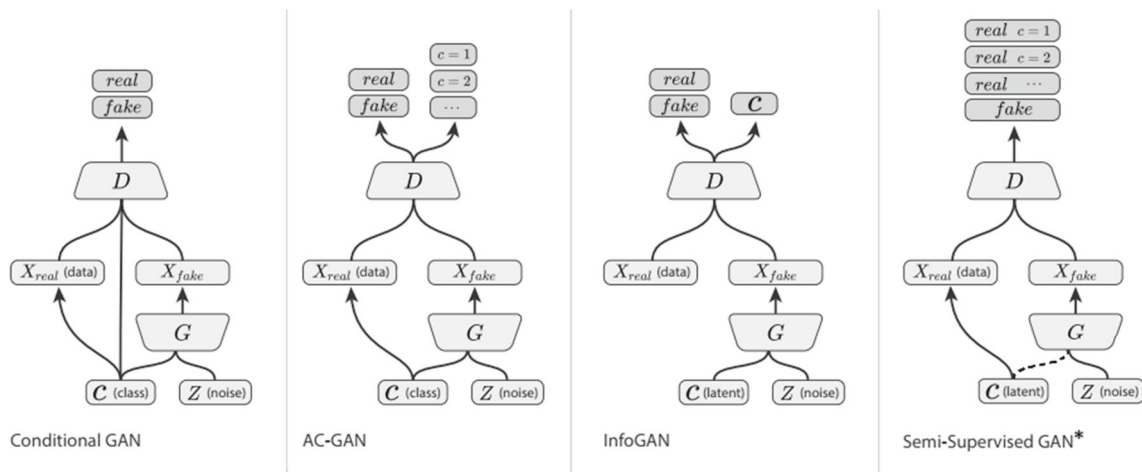 real
fake
D
X_real (data)
X_fake
G
C (class)
Z (noise)
Conditional GAN
real
fake
c = 1
c = 2
...
D
X_real (data)
X_fake
G
C (class)
Z (noise)
AC-GAN
real
fake
C
D
X_real (data)
X_fake
G
C (latent)
Z (noise)
InfoGAN
real c = 1
real c = 2
real ...
fake
D
X_real (data)
X_fake
G
C (latent)
Z (noise)
Semi-Supervised GAN*